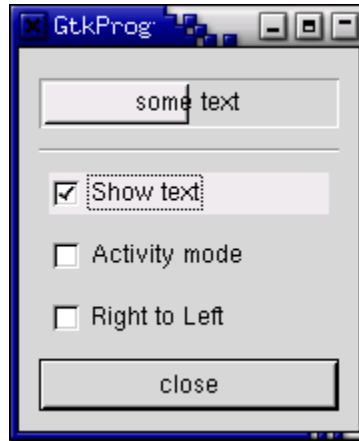 GtkProg
some text
Show text
Activity mode
Right to Left
close